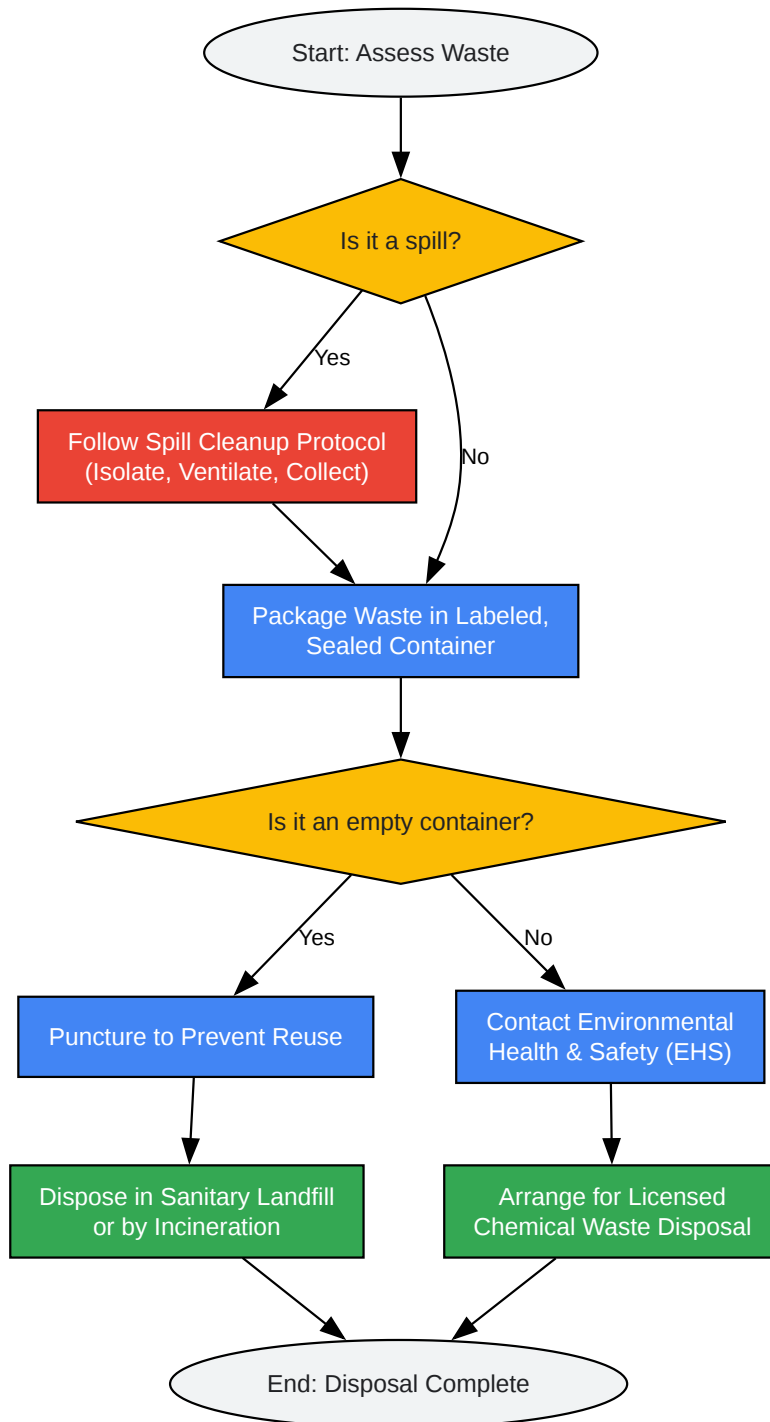 Start: Assess Waste
Is it a spill?
Yes
Follow Spill Cleanup Protocol
(Isolate, Ventilate, Collect)
No
Package Waste in Labeled,
Sealed Container
Is it an empty container?
Yes
No
Puncture to Prevent Reuse
Contact Environmental
Health & Safety (EHS)
Dispose in Sanitary Landfill
or by Incineration
Arrange for Licensed
Chemical Waste Disposal
End: Disposal Complete